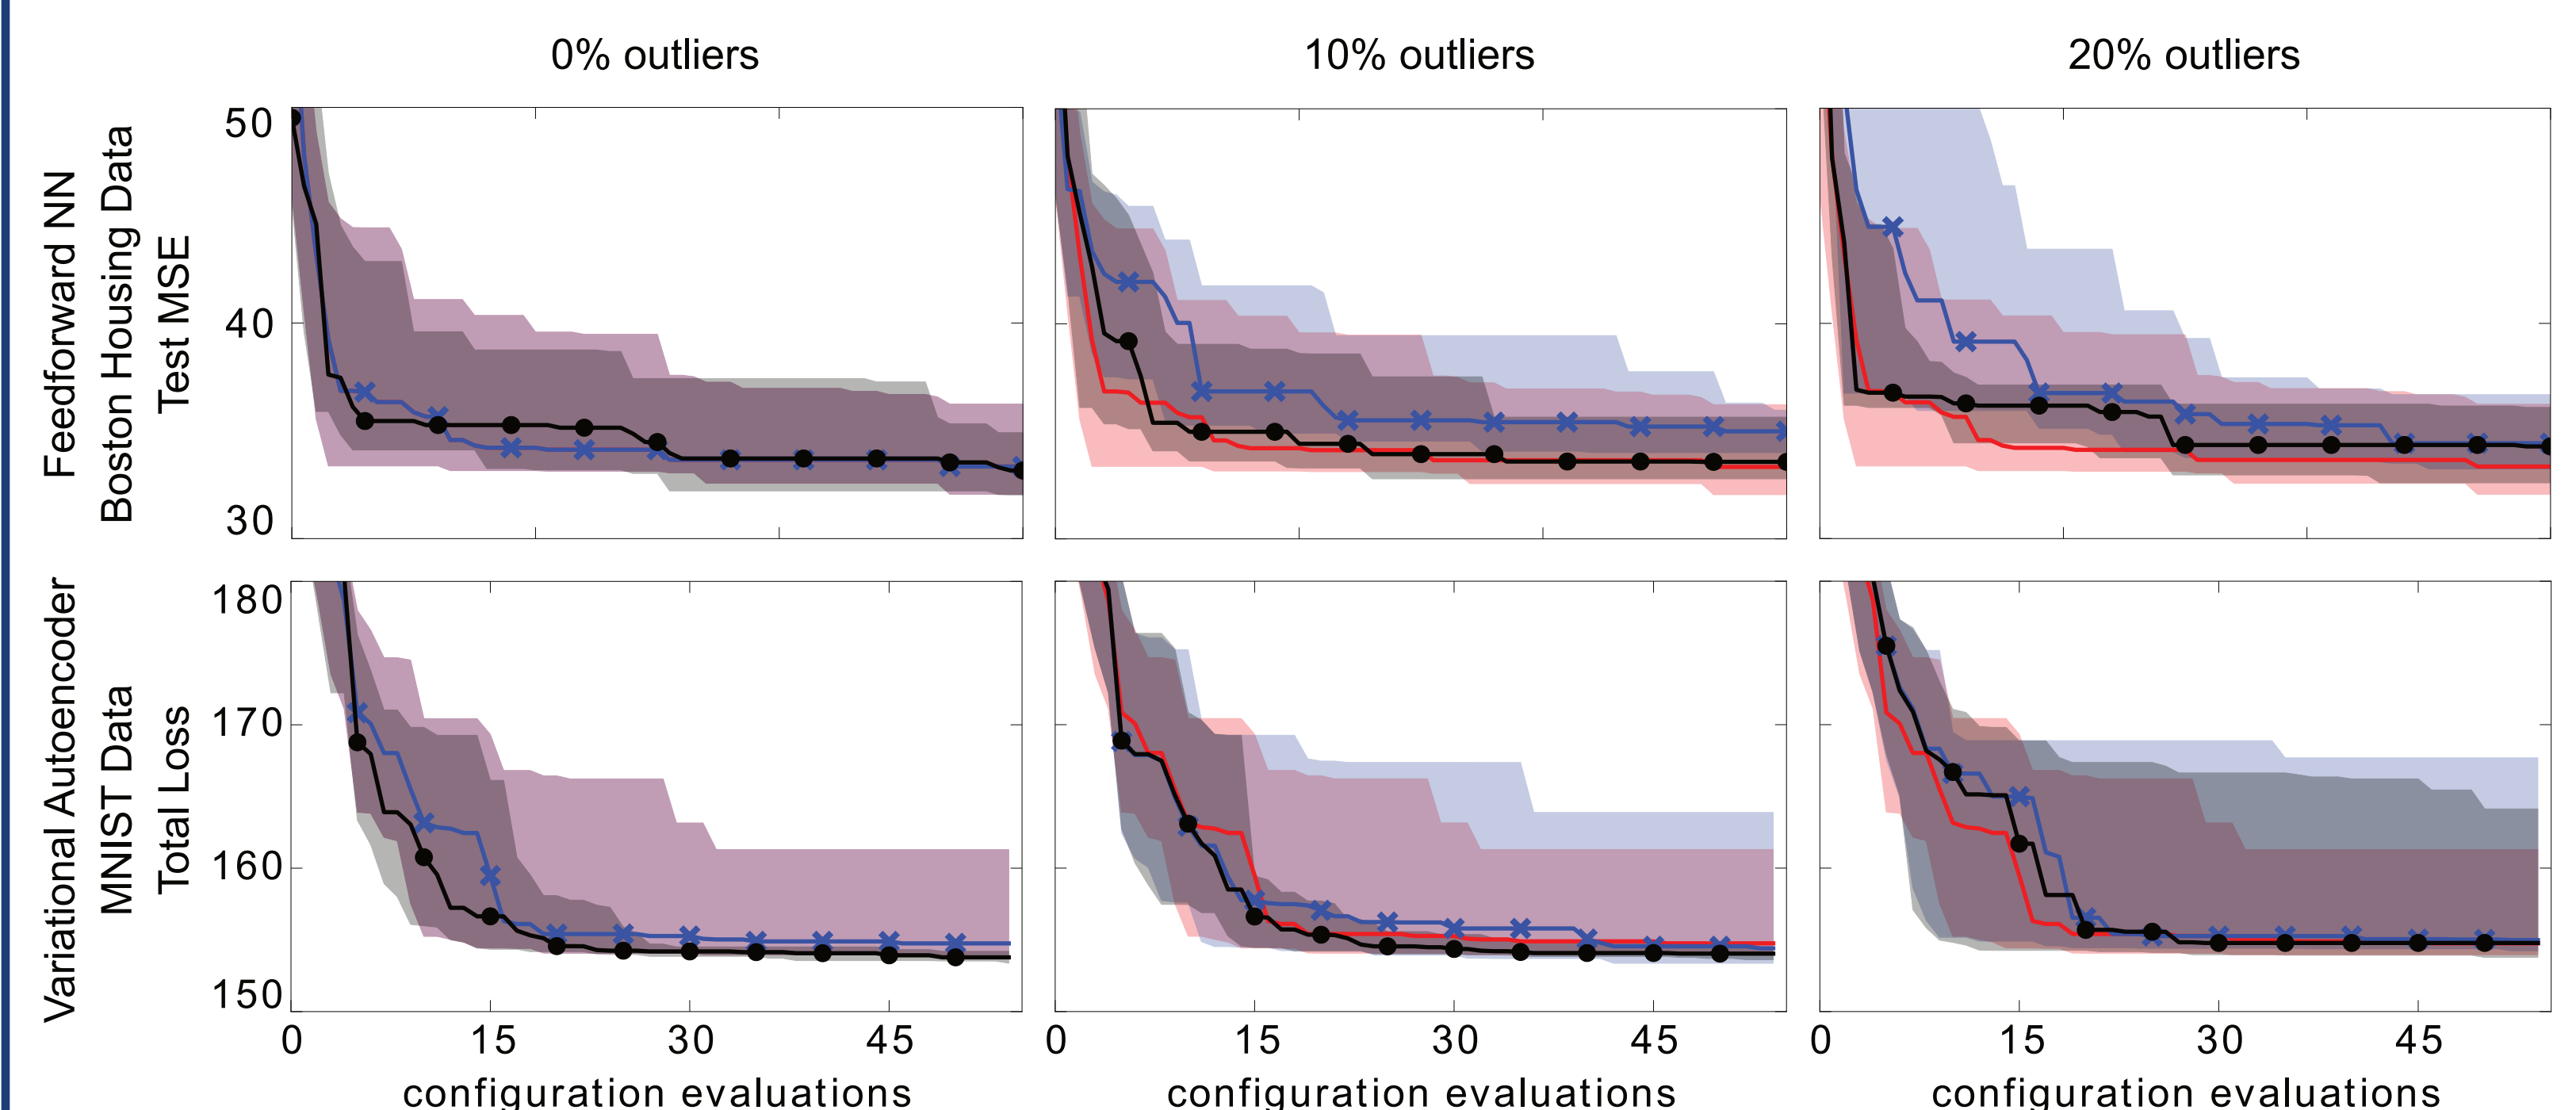 0% outliers
10% outliers
20% outliers
Feedforward NN
Boston Housing Data
Test MSE
50
40
30
Variational Autoencoder
MNIST Data
Total Loss
180
170
160
150
0 15 30 45
0 15 30 45
0 15 30 45
configuration evaluations
configuration evaluations
configuration evaluations